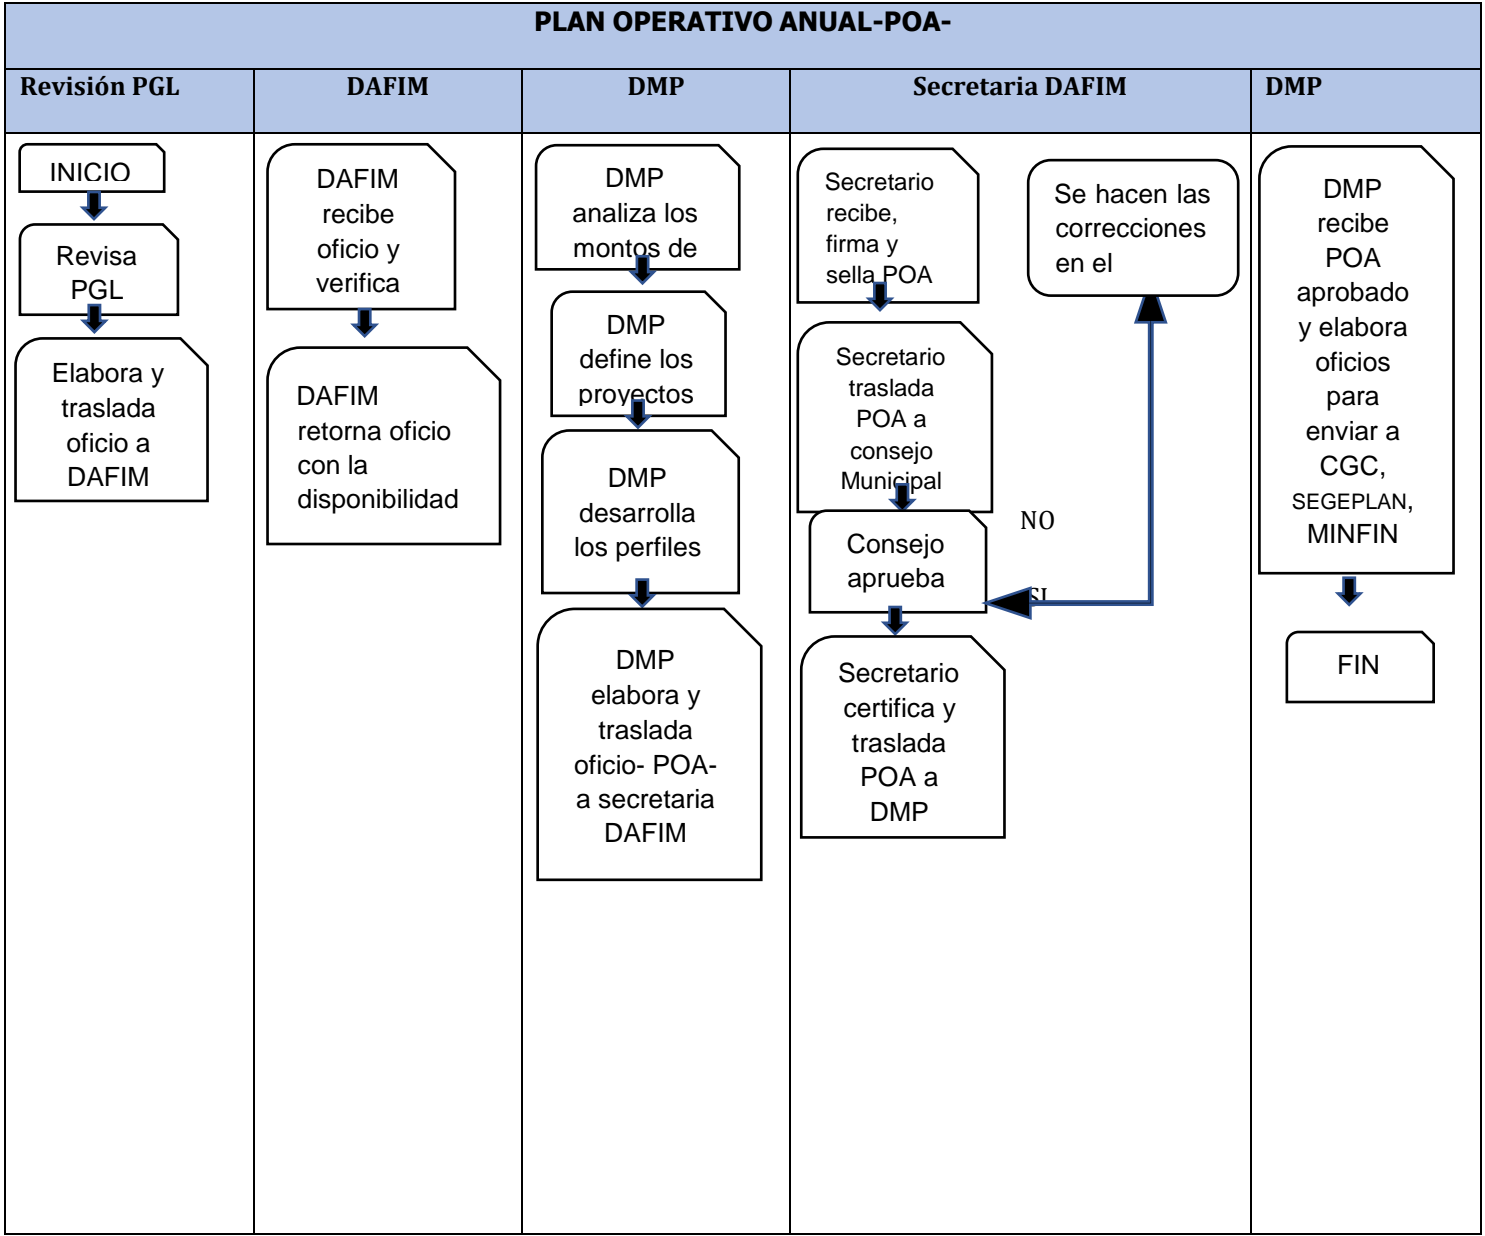 PLAN OPERATIVO ANUAL-POA-
Revisión PGL
DAFIM
DMP
Secretaria DAFIM
DMP
INICIO
Revisa
PGL
Elabora y
traslada
oficio a
DAFIM
DAFIM
recibe
oficio y
verifica
DAFIM
retorna oficio
con la
disponibilidad
DMP
analiza los
montos de
DMP
define los
proyectos
DMP
desarrolla
los perfiles
DMP
elabora y
traslada
oficio- POA-
a secretaria
DAFIM
Secretario
recibe,
firma y
sella POA
Secretario
traslada
POA a
consejo
Municipal
Consejo
aprueba
NO
SI
Secretario
certifica y
traslada
POA a
DMP
Se hacen las
correcciones
en el
DMP
recibe
POA
aprobado
y elabora
oficios
para
enviar a
CGC,
SEGEPLAN,
MINFIN
FIN